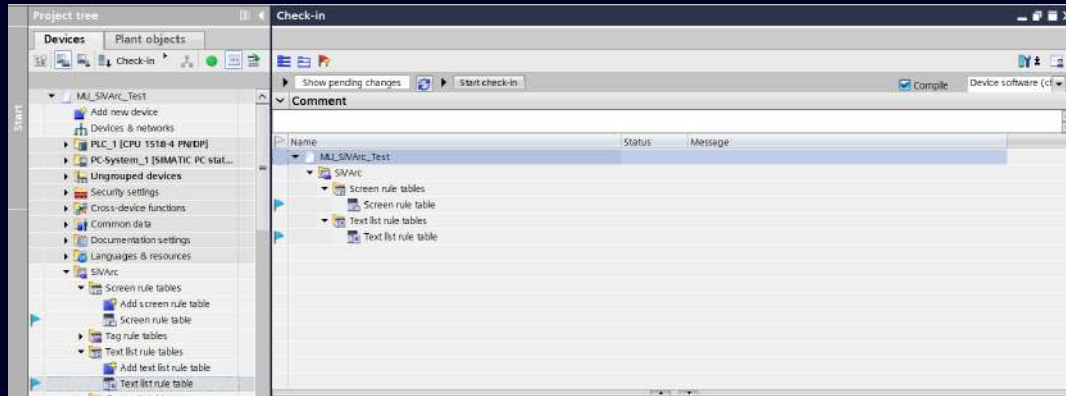 Project tree
Devices
Plant objects
Check-in
Start
MU_SiVArc_Test
Add new device
Devices & networks
PLC_1 [CPU 1518-4 PN/DP]
PC-System_1 [SIMATIC PC stat...
Ungrouped devices
Security settings
Cross-device functions
Common data
Documentation settings
Languages & resources
SiVArc
Screen rule tables
Add screen rule table
Screen rule table
Tag rule tables
Text list rule tables
Add text list rule table
Text list rule table
Check-in
Show pending changes
Start check-in
Compile
Device software (
Comment
Name
Status
Message
MU_SiVArc_Test
SiVArc
Screen rule tables
Screen rule table
Text list rule tables
Text list rule table